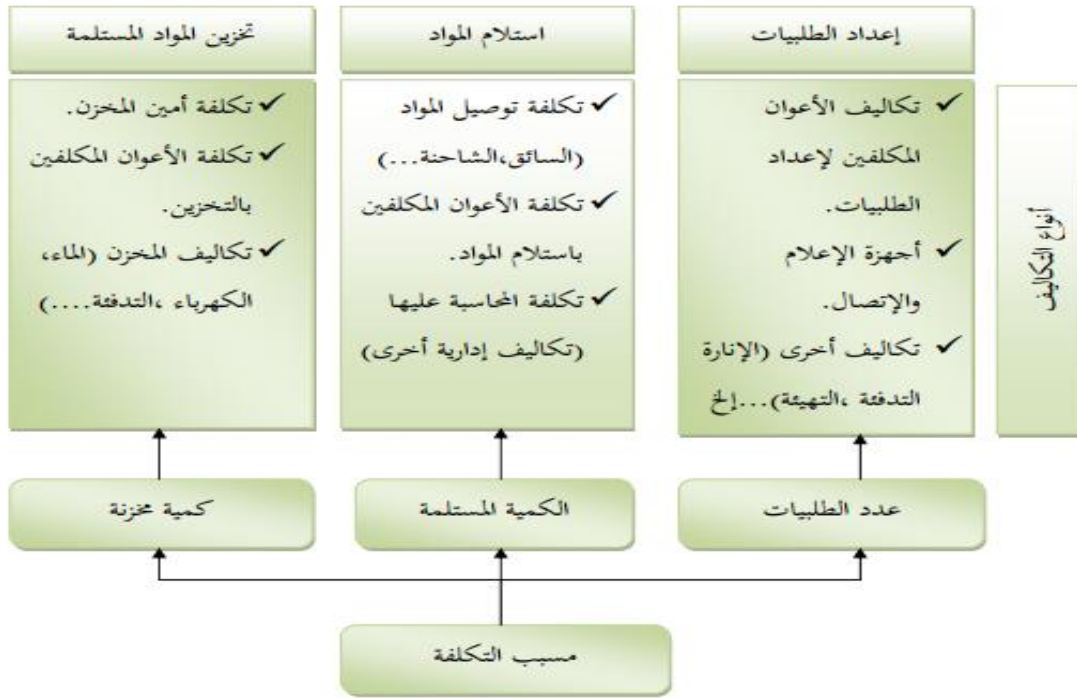 إعداد الطلبيات
استلام المواد
تخزين المواد المستلمة
أنواع التكاليف
✓ تكاليف الأعوان
المكلفين لإعداد
الطلبيات.
✓ أجهزة الإعلام
والإتصال.
✓ تكاليف أخرى (الإنارة
التدفئة ،التهيئة)...إلخ
✓ تكلفة توصيل المواد
(السائق،الشاحنة...)
✓ تكلفة الأعوان المكلفين
باستلام المواد.
✓ تكلفة المحاسبة عليها
(تكاليف إدارية أخرى)
✓ تكلفة أمين المخزن.
✓ تكلفة الأعوان المكلفين
بالتخزين.
✓ تكاليف المخزن (الماء،
الكهرباء ،التدفئة....)
عدد الطلبيات
الكمية المستلمة
كمية مخزنة
مسبب التكلفة